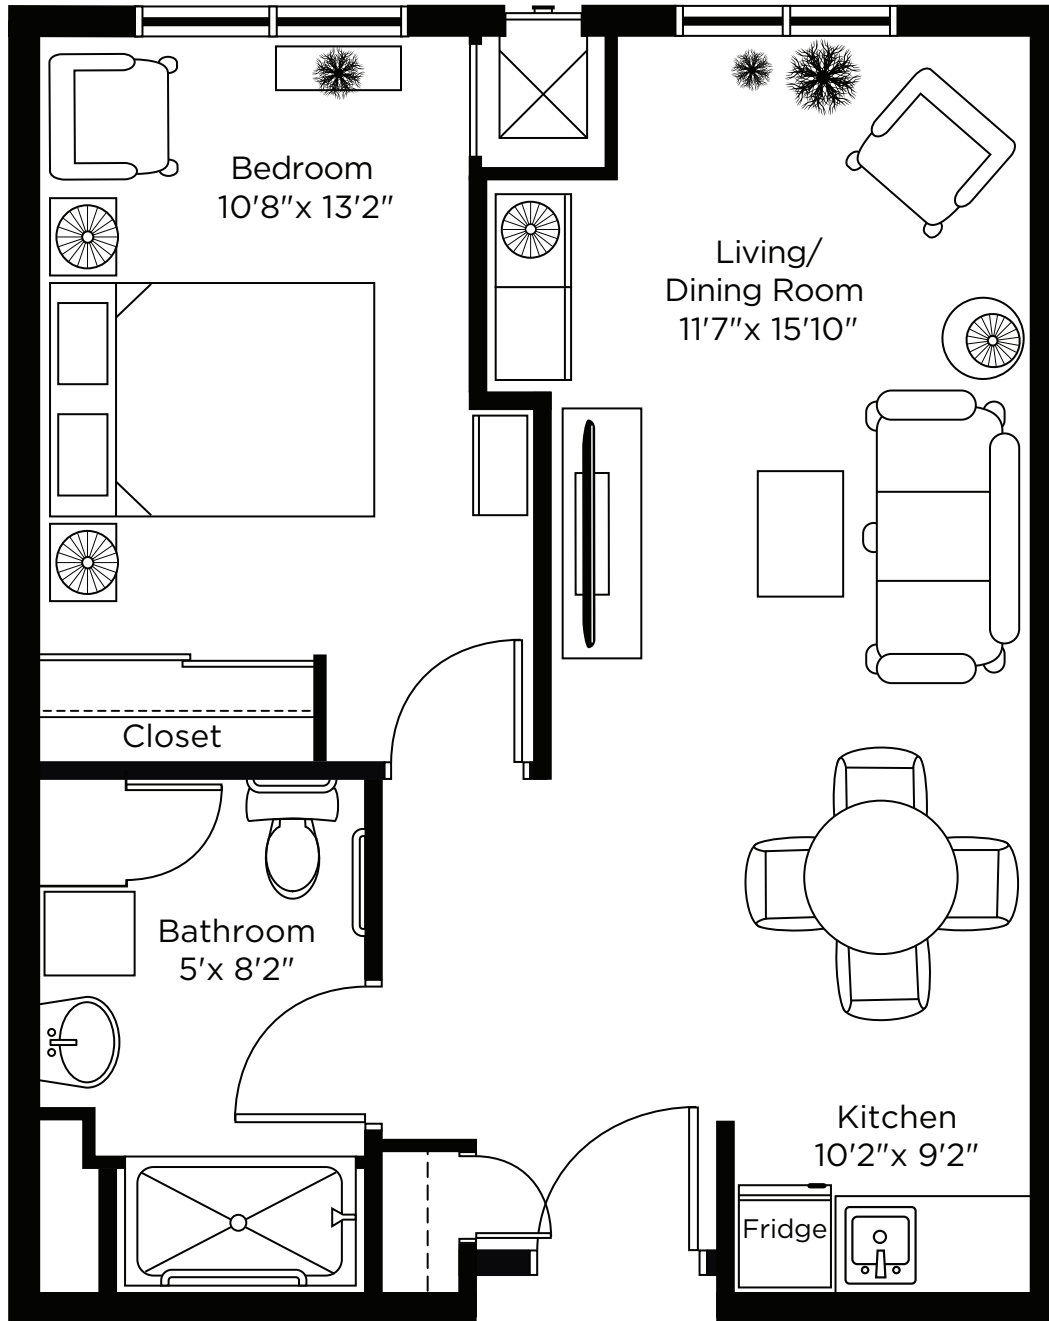 Bedroom
10'8"x 13'2"
Living/
Dining Room
11'7"x 15'10"
Closet
Bathroom
5'x 8'2"
Kitchen
10'2"x 9'2"
Fridge